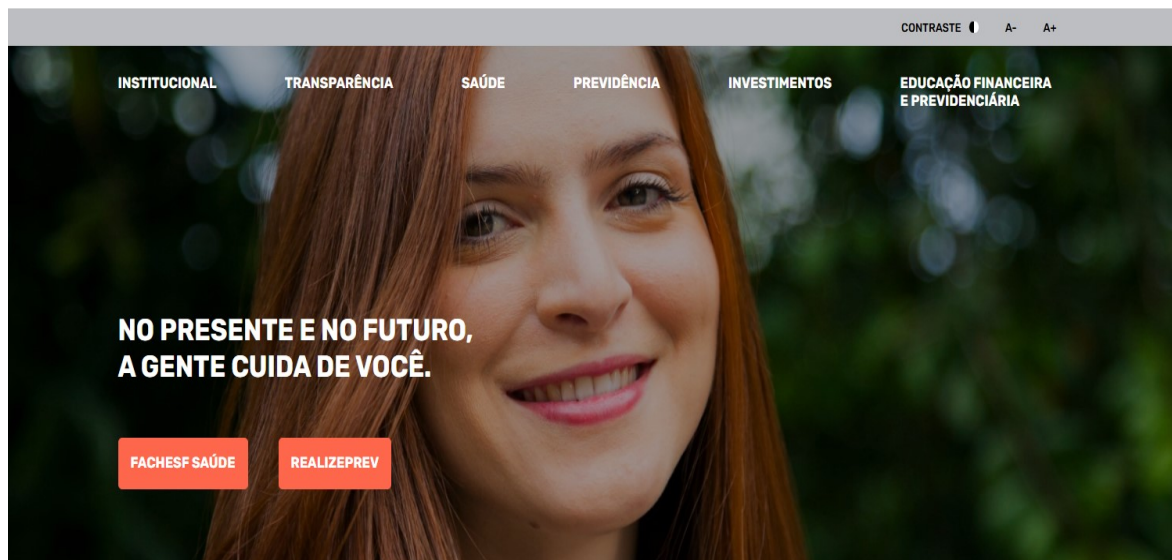 CONTRASTE A- A+
INSTITUCIONAL TRANSPARÊNCIA SAÚDE PREVIDÊNCIA INVESTIMENTOS EDUCAÇÃO FINANCEIRA
E PREVIDENCIÁRIA
NO PRESENTE E NO FUTURO,
A GENTE CUIDA DE VOCÊ.
FACHESF SAÚDE REALIZEPREV